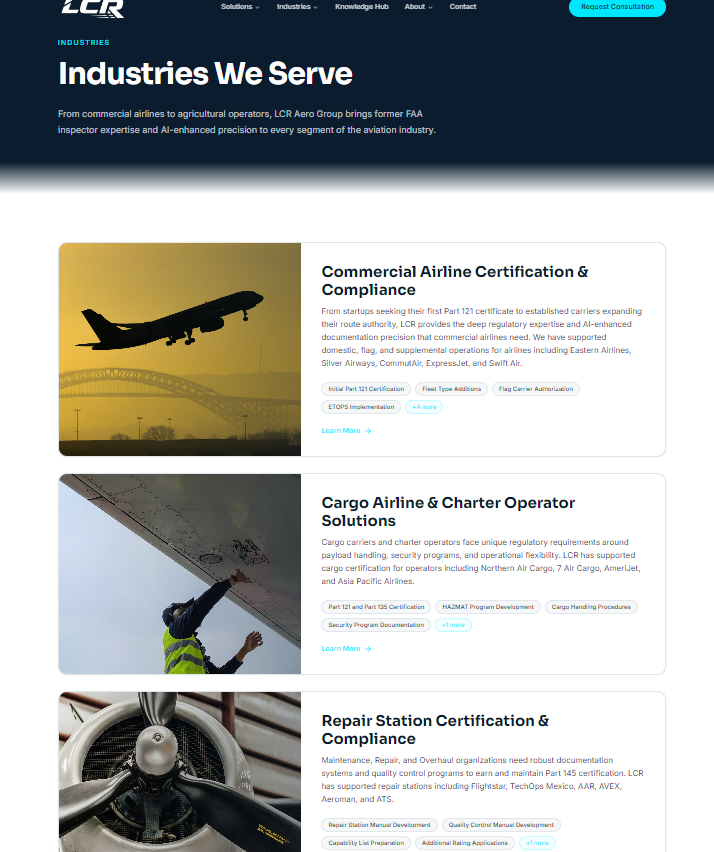 LCR
Solutions
Industries
Knowledge Hub
About
Contact
Request Consultation
INDUSTRIES
Industries We Serve
From commercial airlines to agricultural operators, LCR Aero Group brings former FAA
inspector expertise and AI-enhanced precision to every segment of the aviation industry.
Commercial Airline Certification &
Compliance
From startups seeking their first Part 121 certificate to established carriers expanding
their route authority, LCR provides the deep regulatory expertise and AI-enhanced
documentation precision that commercial airlines need. We have supported
domestic, flag, and supplemental operations for airlines including Eastern Airlines,
Silver Airways, CommutAir, ExpressJet, and Swift Air.
Initial Part 121 Certification
Fleet Type Additions
Flag Carrier Authorization
ETOPS Implementation
+4 more
Learn More →
Cargo Airline & Charter Operator
Solutions
Cargo carriers and charter operators face unique regulatory requirements around
payload handling, security programs, and operational flexibility. LCR has supported
cargo certification for operators including Northern Air Cargo, 7 Air Cargo, AmeriJet,
and Asia Pacific Airlines.
Part 121 and Part 135 Certification
HAZMAT Program Development
Cargo Handling Procedures
Security Program Documentation
+1 more
Learn More →
Repair Station Certification &
Compliance
Maintenance, Repair, and Overhaul organizations need robust documentation
systems and quality control programs to earn and maintain Part 145 certification. LCR
has supported repair stations including Flightstar, TechOps Mexico, AAR, AVEX,
Aeroman, and ATS.
Repair Station Manual Development
Quality Control Manual Development
Capability List Preparation
Additional Rating Applications
+1 more